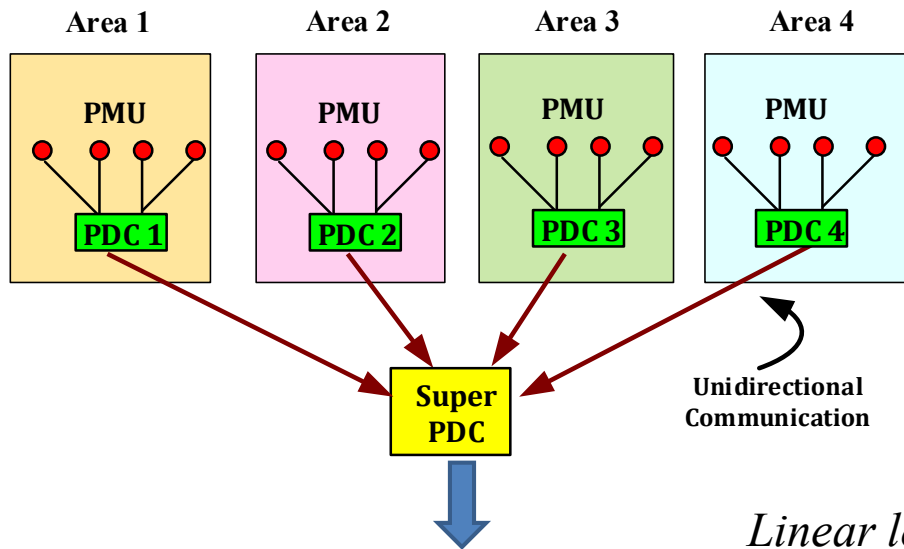 Area 1
Area 2
Area 3
Area 4
PMU
PMU
PMU
PMU
PDC 1
PDC 2
PDC 3
PDC 4
Super
PDC
Unidirectional
Communication
Linear